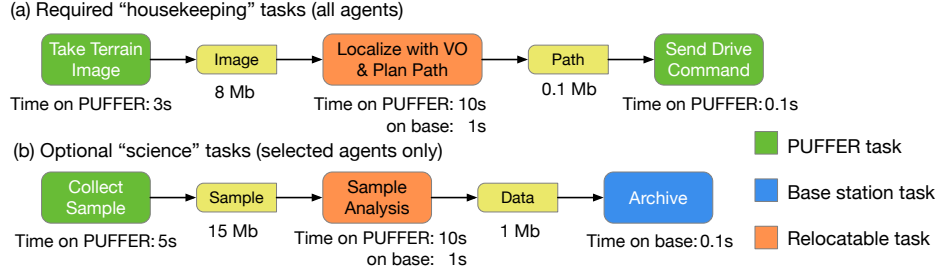 (a) Required “housekeeping” tasks (all agents)
Take Terrain
Image
Image
8 Mb
Localize with VO
& Plan Path
Path
0.1 Mb
Send Drive
Command
Time on PUFFER: 3s
Time on PUFFER: 10s
on base: 1s
Time on PUFFER: 0.1s
(b) Optional “science” tasks (selected agents only)
Collect
Sample
Sample
15 Mb
Sample
Analysis
Data
1 Mb
Archive
Time on PUFFER: 5s
Time on PUFFER: 10s
on base: 1s
Time on base: 0.1s
PUFFER task
Base station task
Relocatable task